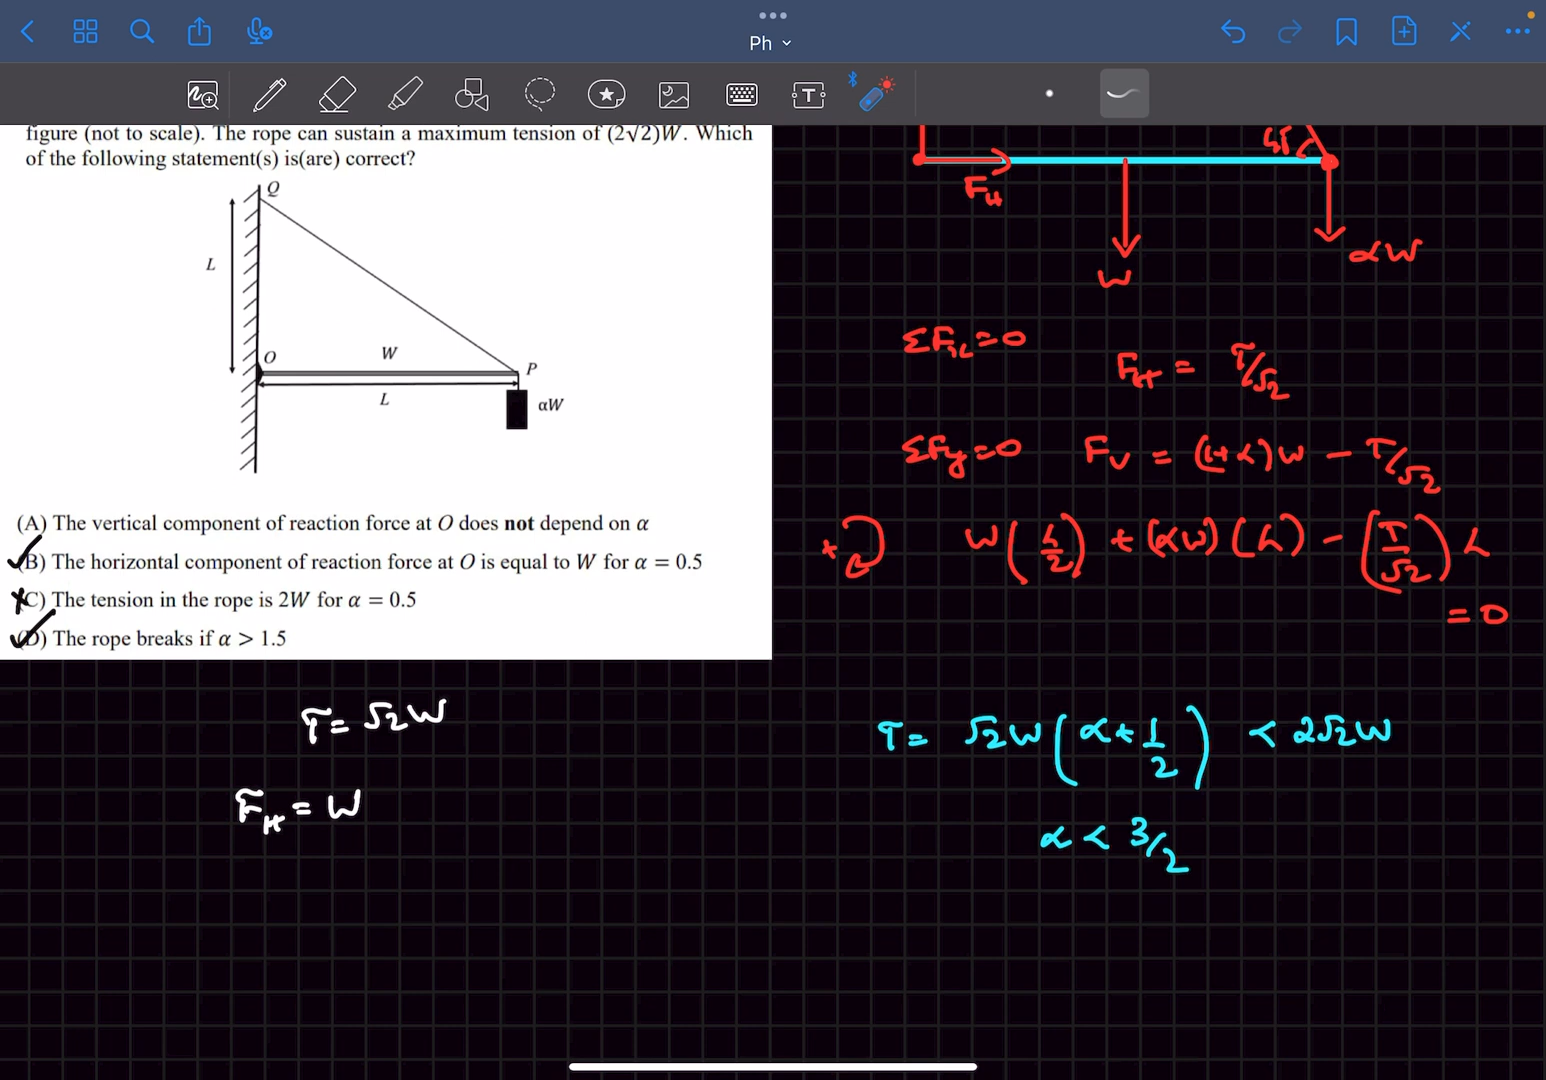 Ph
figure (not to scale). The rope can sustain a maximum tension of (2√2)W. Which
of the following statement(s) is(are) correct?
Q
L
O
W
P
L
αW
(A) The vertical component of reaction force at O does not depend on α
(B) The horizontal component of reaction force at O is equal to W for α = 0.5
(C) The tension in the rope is 2W for α = 0.5
(D) The rope breaks if α > 1.5
T = √2W
F_H = W
45
F_H
W
αW
ΣF_x = 0
F_H = T/√2
ΣF_y = 0 F_V = (1+α)W − T/√2
+ W(L/2) + (αW)(L) − (T/√2)L
= 0
T = √2W(α + 1/2) < 2√2W
α < 3/2